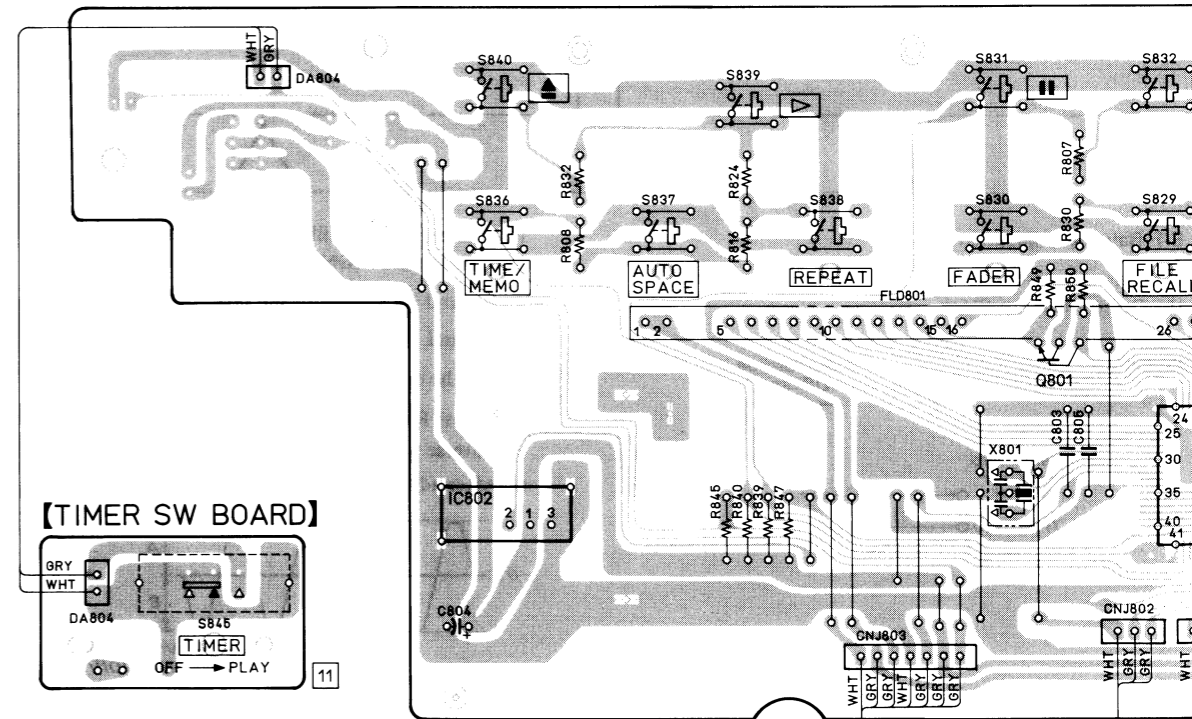 WHT
GRY
DA804
S840
S839
S831
S832
R832
R824
R807
S836
S837
S838
S830
S829
R808
R816
R830
TIME/
MEMO
AUTO
SPACE
REPEAT
FADER
FILE
RECALL
R849
R850
FLD801
1 2 5 10 15 16 26
Q801
24
25
30
35
40
41
C803
C805
X801
IC802
2 1 3
R845
R840
R839
R847
【TIMER SW BOARD】
GRY
WHT
DA804
S845
TIMER
OFF → PLAY
11
C804
+
CNJ803
WHT
GRY
GRY
WHT
GRY
GRY
GRY
CNJ802
WHT
GRY
GRY
WHT